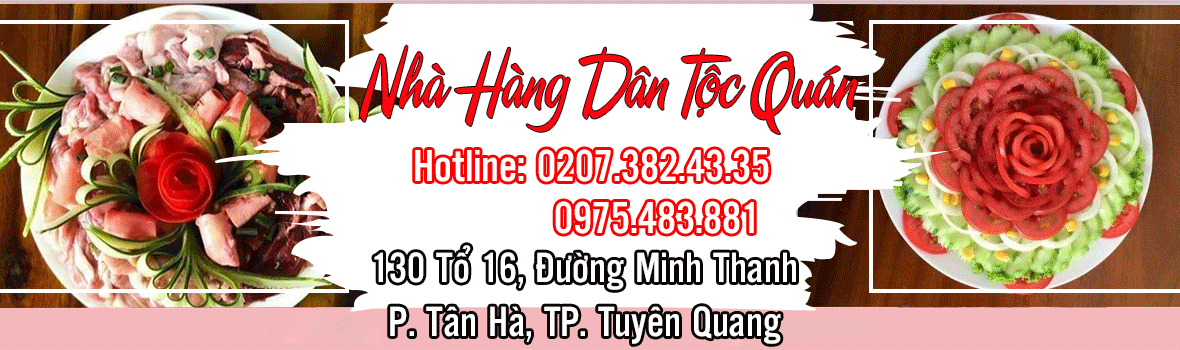 Nhà Hàng Dân Tộc Quán
Hotline: 0207.382.43.35
0975.483.881
130 Tổ 16, Đường Minh Thanh
P. Tân Hà, TP. Tuyên Quang